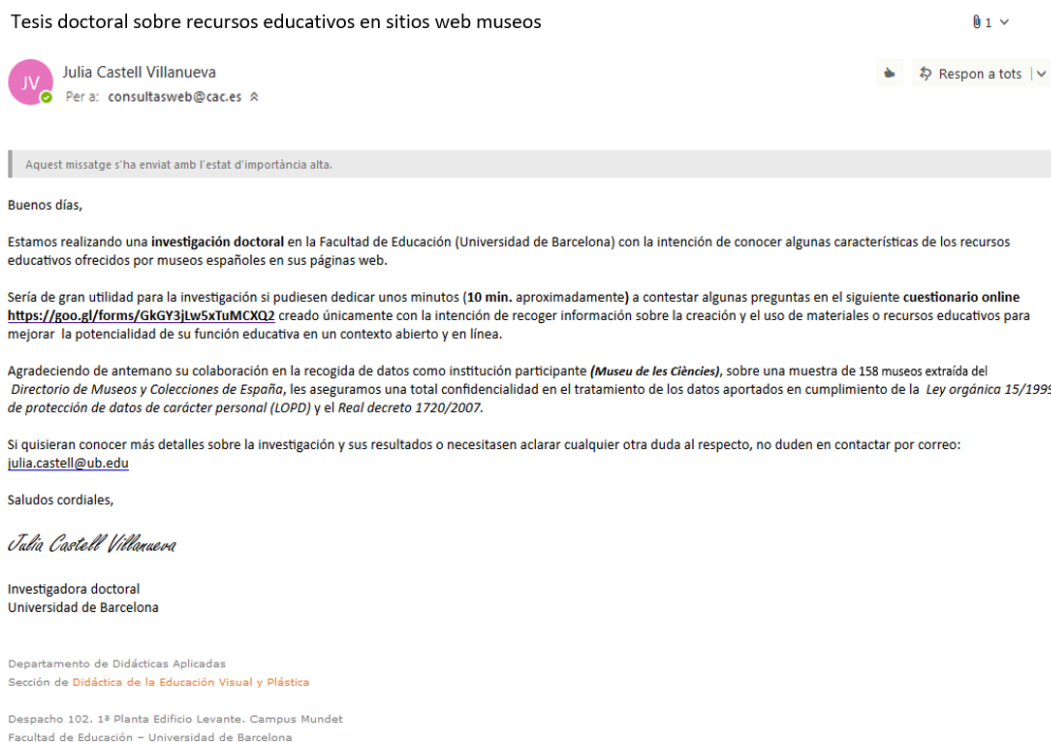 Tesis doctoral sobre recursos educativos en sitios web museos
1
JV
Julia Castell Villanueva
Per a: consultasweb@cac.es
Respon a tots
Aquest missatge s'ha enviat amb l'estat d'importància alta.
Buenos días,
Estamos realizando una investigación doctoral en la Facultad de Educación (Universidad de Barcelona) con la intención de conocer algunas características de los recursos
educativos ofrecidos por museos españoles en sus páginas web.
Sería de gran utilidad para la investigación si pudiesen dedicar unos minutos (10 min. aproximadamente) a contestar algunas preguntas en el siguiente cuestionario online
https://goo.gl/forms/GkGY3jLw5xTuMCXQ2 creado únicamente con la intención de recoger información sobre la creación y el uso de materiales o recursos educativos para
mejorar la potencialidad de su función educativa en un contexto abierto y en línea.
Agradeciendo de antemano su colaboración en la recogida de datos como institución participante (Museu de les Ciències), sobre una muestra de 158 museos extraída del
Directorio de Museos y Colecciones de España, les aseguramos una total confidencialidad en el tratamiento de los datos aportados en cumplimiento de la Ley orgánica 15/1999
de protección de datos de carácter personal (LOPD) y el Real decreto 1720/2007.
Si quisieran conocer más detalles sobre la investigación y sus resultados o necesitasen aclarar cualquier otra duda al respecto, no duden en contactar por correo:
julia.castell@ub.edu
Saludos cordiales,
Julia Castell Villanueva
Investigadora doctoral
Universidad de Barcelona
Departamento de Didácticas Aplicadas
Sección de Didáctica de la Educación Visual y Plástica
Despacho 102. 1ª Planta Edificio Levante. Campus Mundet
Facultad de Educación – Universidad de Barcelona